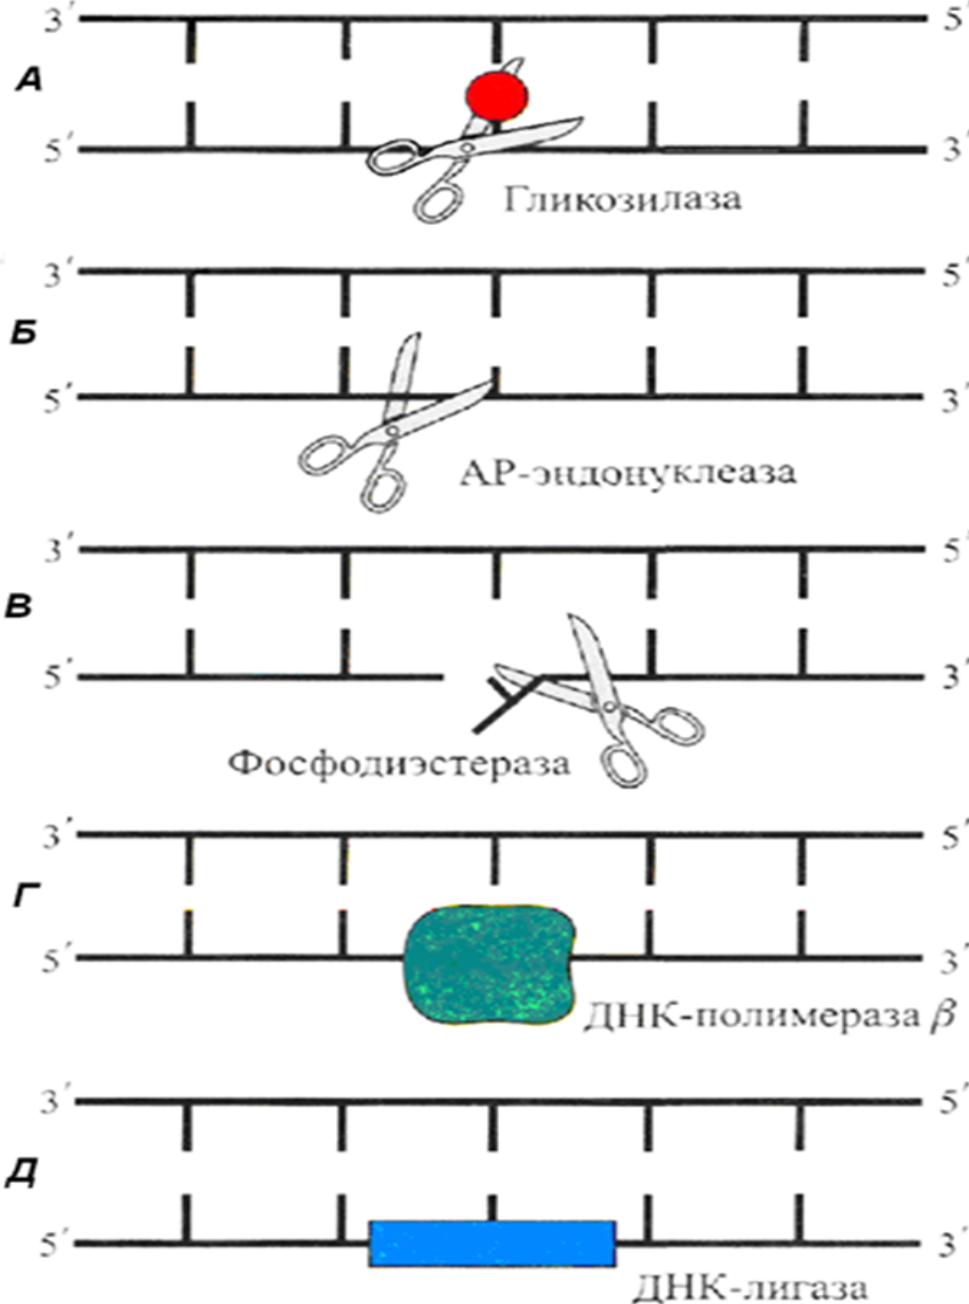 3′ 5′
А
5′ 3′
Гликозилаза
3′ 5′
Б
5′ 3′
АР-эндонуклеаза
3′ 5′
В
5′ 3′
Фосфодиэстераза
3′ 5′
Г
5′ 3′
ДНК-полимераза β
3′ 5′
Д
5′ 3′
ДНК-лигаза